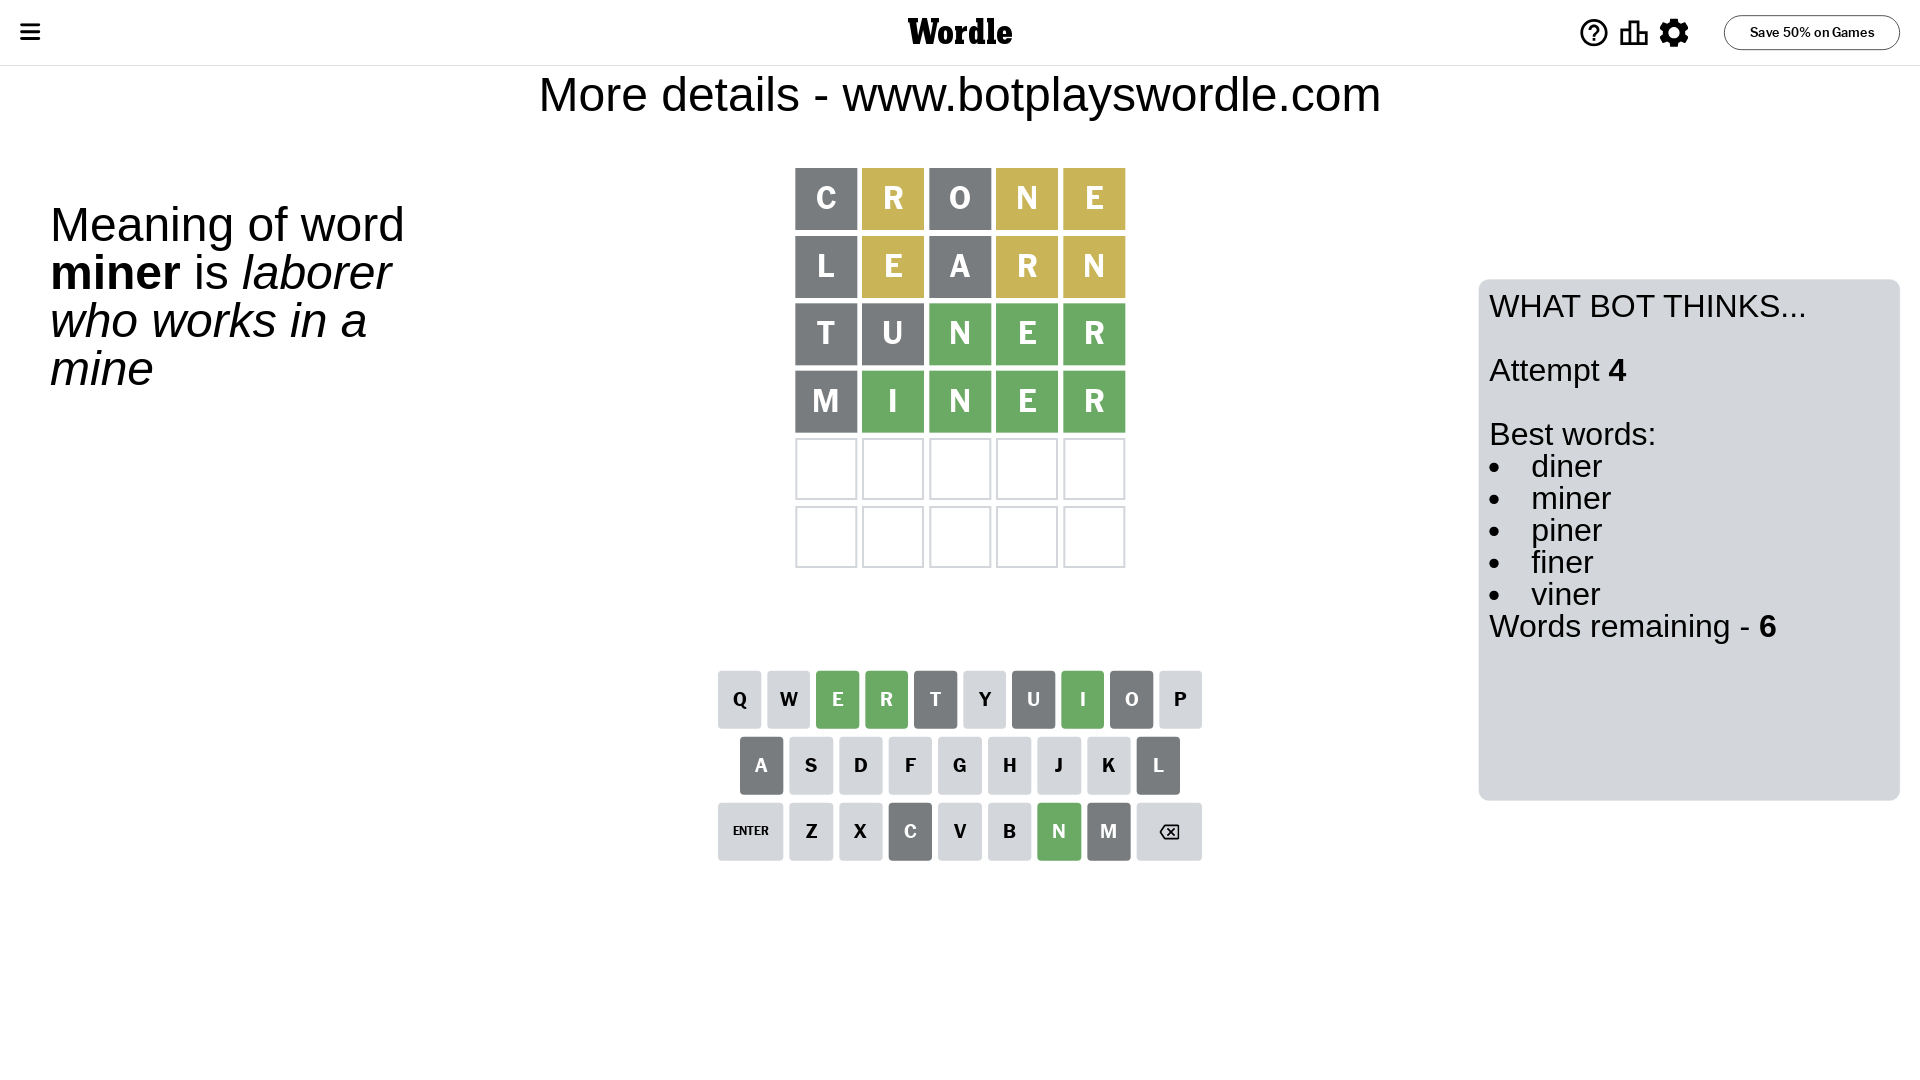 Wordle
Save 50% on Games
More details - www.botplayswordle.com
Meaning of word
miner is laborer
who works in a
mine
C R O N E
L E A R N
T U N E R
M I N E R
WHAT BOT THINKS...
Attempt 4
Best words:
• diner
• miner
• piner
• finer
• viner
Words remaining - 6
Q W E R T Y U I O P
A S D F G H J K L
ENTER Z X C V B N M